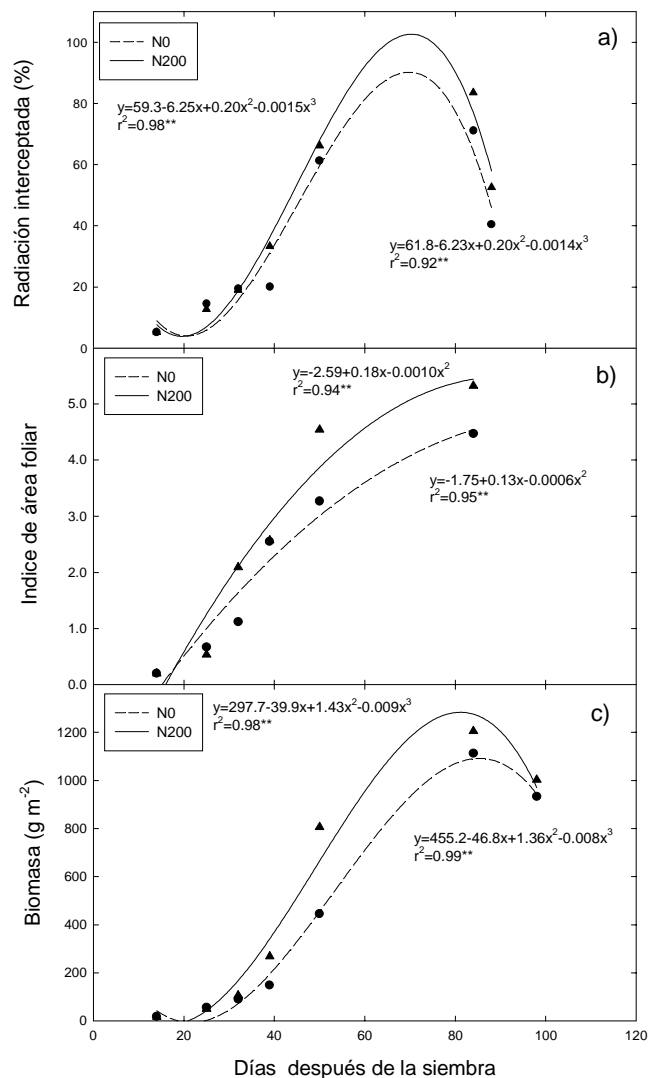 a)
N0
N200
y=59.3-6.25x+0.20x²-0.0015x³
r²=0.98**
y=61.8-6.23x+0.20x²-0.0014x³
r²=0.92**
Radiación interceptada (%)
100
80
60
40
20
0
b)
N0
N200
y=-2.59+0.18x-0.0010x²
r²=0.94**
y=-1.75+0.13x-0.0006x²
r²=0.95**
Indice de área foliar
5.0
4.0
3.0
2.0
1.0
0.0
c)
N0
N200
y=297.7-39.9x+1.43x²-0.009x³
r²=0.98**
y=455.2-46.8x+1.36x²-0.008x³
r²=0.99**
Biomasa (g m⁻²)
1200
1000
800
600
400
200
0
0 20 40 60 80 100 120
Días después de la siembra